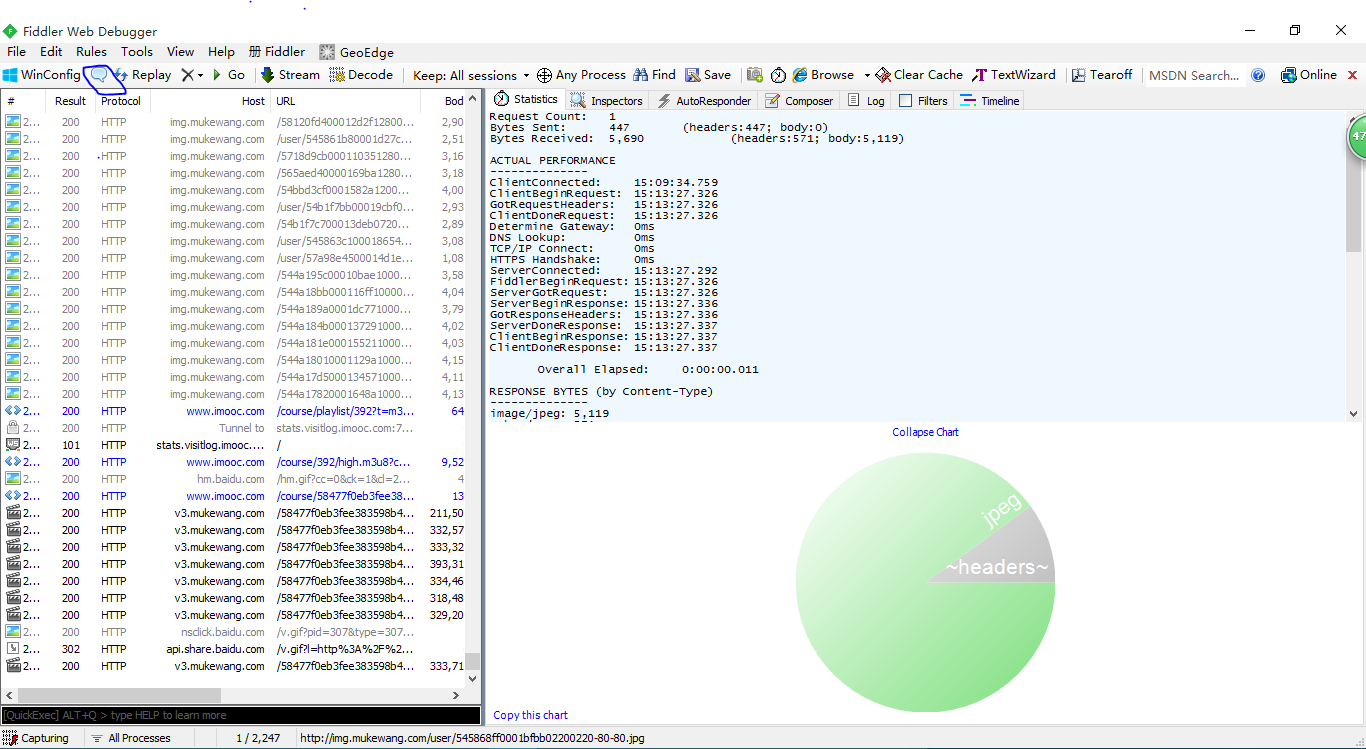 Fiddler Web Debugger
File Edit Rules Tools View Help 册 Fiddler GeoEdge
WinConfig Replay Go Stream Decode Keep: All sessions Any Process Find Save Browse Clear Cache TextWizard Tearoff MSDN Search... Online
# Result Protocol Host URL Bod
2... 200 HTTP img.mukewang.com /58120fd400012d2f12800... 2,90
2... 200 HTTP img.mukewang.com /user/545861b80001d27c... 2,51
2... 200 HTTP img.mukewang.com /5718d9cb000110351280... 3,16
2... 200 HTTP img.mukewang.com /565aed40000169ba1280... 3,18
2... 200 HTTP img.mukewang.com /54bbd3cf0001582a1200... 4,00
2... 200 HTTP img.mukewang.com /user/54b1f7bb00019cbf0... 2,93
2... 200 HTTP img.mukewang.com /54b1f7c700013deb0720... 2,89
2... 200 HTTP img.mukewang.com /user/545863c100018654... 3,08
2... 200 HTTP img.mukewang.com /user/57a98e4500014d1e... 1,08
2... 200 HTTP img.mukewang.com /544a195c00010bae1000... 3,58
2... 200 HTTP img.mukewang.com /544a18bb000116ff10000... 4,04
2... 200 HTTP img.mukewang.com /544a189a0001dc771000... 3,79
2... 200 HTTP img.mukewang.com /544a184b000137291000... 4,02
2... 200 HTTP img.mukewang.com /544a181e000155211000... 4,03
2... 200 HTTP img.mukewang.com /544a18010001129a1000... 4,15
2... 200 HTTP img.mukewang.com /544a17d5000134571000... 4,11
2... 200 HTTP img.mukewang.com /544a17820001648a1000... 4,13
2... 200 HTTP www.imooc.com /course/playlist/392?t=m3... 64
2... 200 HTTP Tunnel to stats.visitlog.imooc.com:7...
2... 101 HTTP stats.visitlog.imooc.... /
2... 200 HTTP www.imooc.com /course/392/high.m3u8?c... 9,52
2... 200 HTTP hm.baidu.com /hm.gif?cc=0&ck=1&cl=2... 4
2... 200 HTTP www.imooc.com /course/58477f0eb3fee38... 13
2... 200 HTTP v3.mukewang.com /58477f0eb3fee383598b4... 211,50
2... 200 HTTP v3.mukewang.com /58477f0eb3fee383598b4... 332,57
2... 200 HTTP v3.mukewang.com /58477f0eb3fee383598b4... 333,32
2... 200 HTTP v3.mukewang.com /58477f0eb3fee383598b4... 393,31
2... 200 HTTP v3.mukewang.com /58477f0eb3fee383598b4... 334,46
2... 200 HTTP v3.mukewang.com /58477f0eb3fee383598b4... 318,48
2... 200 HTTP v3.mukewang.com /58477f0eb3fee383598b4... 329,20
2... 200 HTTP nsclick.baidu.com /v.gif?pid=307&type=307...
2... 302 HTTP api.share.baidu.com /v.gif?l=http%3A%2F%2...
2... 200 HTTP v3.mukewang.com /58477f0eb3fee383598b4... 333,71
[QuickExec] ALT+Q > type HELP to learn more
Statistics Inspectors AutoResponder Composer Log Filters Timeline
Request Count: 1
Bytes Sent: 447 (headers:447; body:0)
Bytes Received: 5,690 (headers:571; body:5,119)
ACTUAL PERFORMANCE
--------------
ClientConnected: 15:09:34.759
ClientBeginRequest: 15:13:27.326
GotRequestHeaders: 15:13:27.326
ClientDoneRequest: 15:13:27.326
Determine Gateway: 0ms
DNS Lookup: 0ms
TCP/IP Connect: 0ms
HTTPS Handshake: 0ms
ServerConnected: 15:13:27.292
FiddlerBeginRequest: 15:13:27.326
ServerGotRequest: 15:13:27.326
ServerBeginResponse: 15:13:27.336
GotResponseHeaders: 15:13:27.336
ServerDoneResponse: 15:13:27.337
ClientBeginResponse: 15:13:27.337
ClientDoneResponse: 15:13:27.337
Overall Elapsed: 0:00:00.011
RESPONSE BYTES (by Content-Type)
--------------
image/jpeg: 5,119
47
Collapse Chart
jpeg
~headers~
Copy this chart
Capturing All Processes 1 / 2,247 http://img.mukewang.com/user/545868ff0001bfbb02200220-80-80.jpg